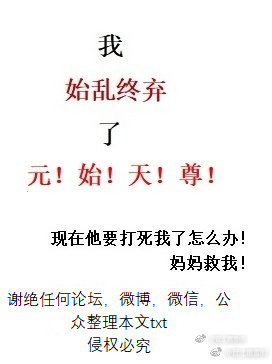 我
始乱终弃
了
元！始！天！尊！
现在他要打死我了怎么办！
妈妈救我！
谢绝任何论坛，微博，微信，公
众整理本文txt
侵权必究